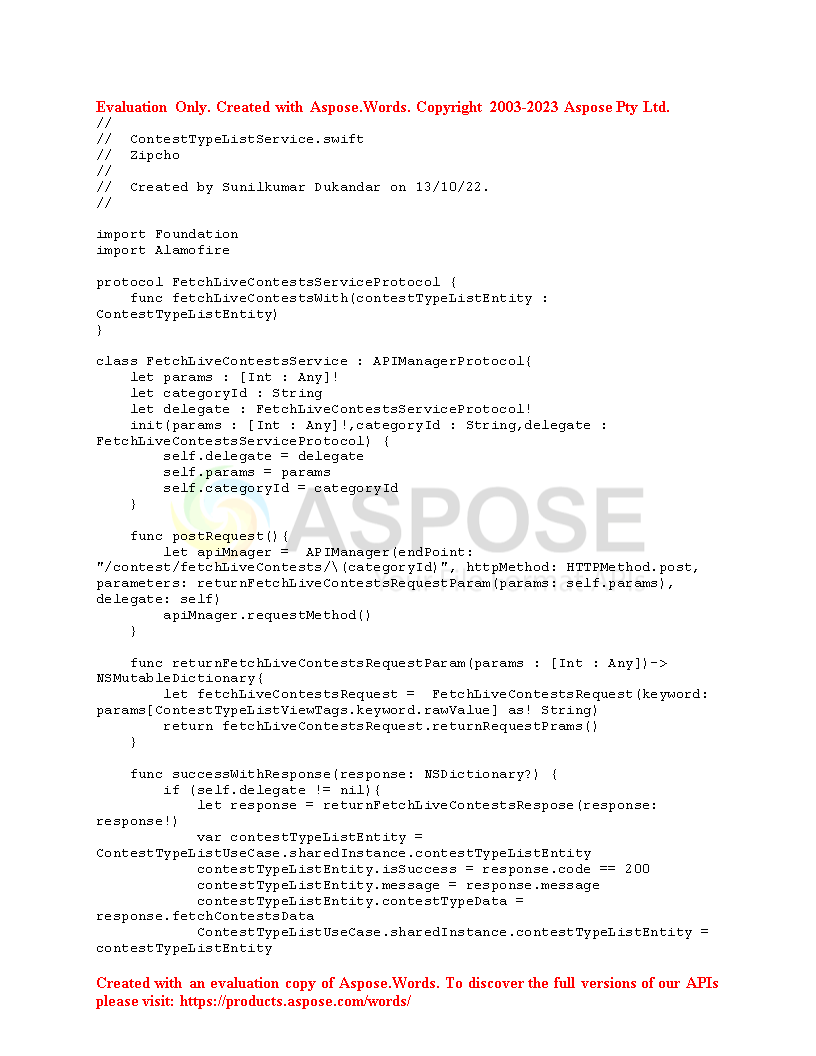 Evaluation Only. Created with Aspose.Words. Copyright 2003-2023 Aspose Pty Ltd.
//
//  ContestTypeListService.swift
//  Zipcho
//
//  Created by Sunilkumar Dukandar on 13/10/22.
//
import Foundation
import Alamofire
protocol FetchLiveContestsServiceProtocol {
    func fetchLiveContestsWith(contestTypeListEntity :
ContestTypeListEntity)
}
class FetchLiveContestsService : APIManagerProtocol{
    let params : [Int : Any]!
    let categoryId : String
    let delegate : FetchLiveContestsServiceProtocol!
    init(params : [Int : Any]!,categoryId : String,delegate :
FetchLiveContestsServiceProtocol) {
        self.delegate = delegate
        self.params = params
        self.categoryId = categoryId
    }
ASPOSE
    func postRequest(){
        let apiMnager =  APIManager(endPoint:
"/contest/fetchLiveContests/\(categoryId)", httpMethod: HTTPMethod.post,
parameters: returnFetchLiveContestsRequestParam(params: self.params),
delegate: self)
        apiMnager.requestMethod()
    }
    func returnFetchLiveContestsRequestParam(params : [Int : Any])->
NSMutableDictionary{
        let fetchLiveContestsRequest =  FetchLiveContestsRequest(keyword:
params[ContestTypeListViewTags.keyword.rawValue] as! String)
        return fetchLiveContestsRequest.returnRequestPrams()
    }
    func successWithResponse(response: NSDictionary?) {
        if (self.delegate != nil){
            let response = returnFetchLiveContestsRespose(response:
response!)
            var contestTypeListEntity =
ContestTypeListUseCase.sharedInstance.contestTypeListEntity
            contestTypeListEntity.isSuccess = response.code == 200
            contestTypeListEntity.message = response.message
            contestTypeListEntity.contestTypeData =
response.fetchContestsData
            ContestTypeListUseCase.sharedInstance.contestTypeListEntity =
contestTypeListEntity
Created with an evaluation copy of Aspose.Words. To discover the full versions of our APIs
please visit: https://products.aspose.com/words/